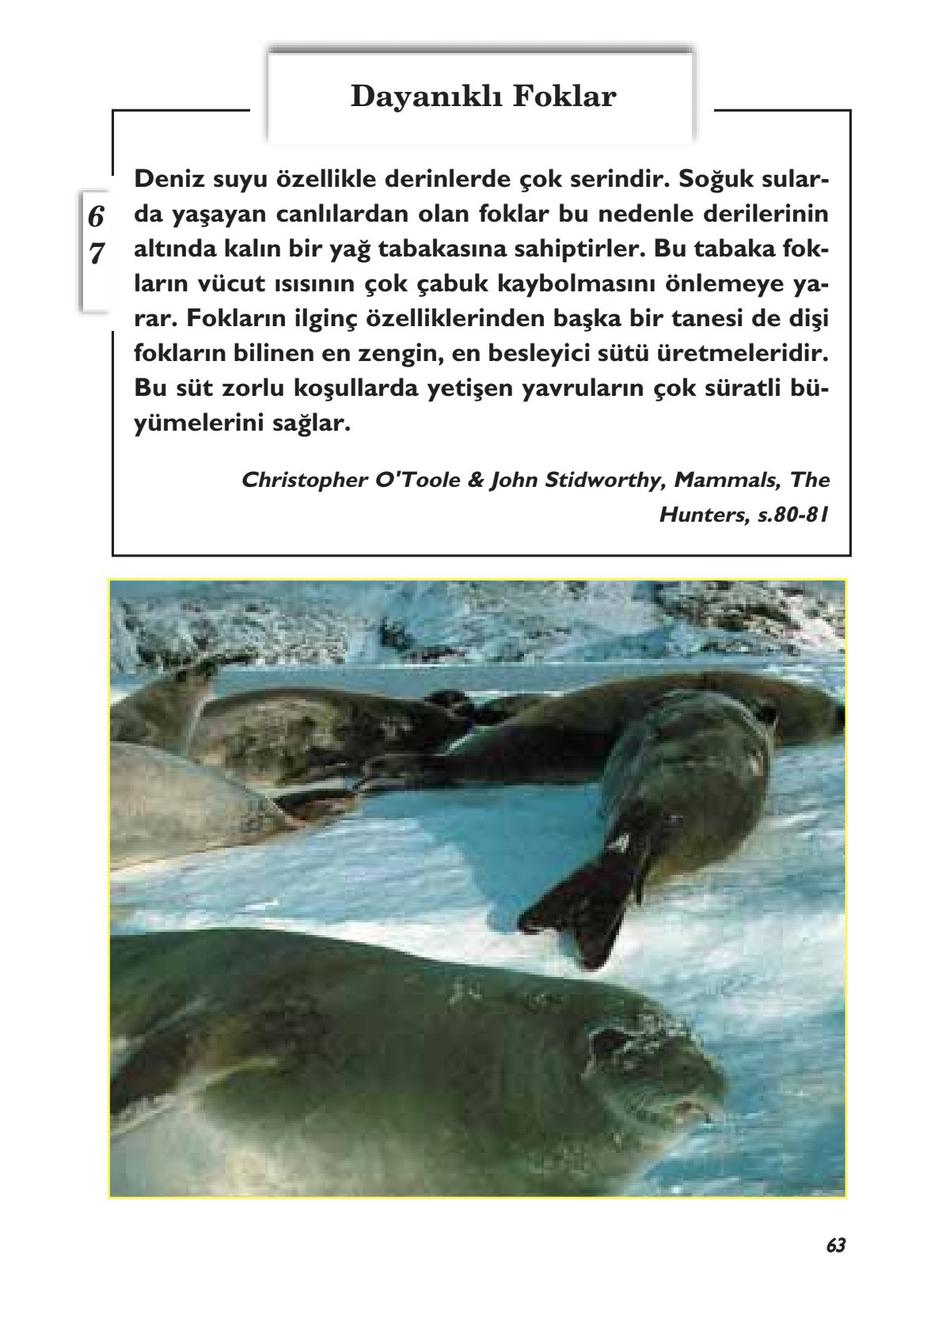 Dayanıklı Foklar
6
7
Deniz suyu özellikle derinlerde çok serindir. Soğuk sular-
da yaşayan canlılardan olan foklar bu nedenle derilerinin
altında kalın bir yağ tabakasına sahiptirler. Bu tabaka fok-
ların vücut ısısının çok çabuk kaybolmasını önlemeye ya-
rar. Fokların ilginç özelliklerinden başka bir tanesi de dişi
fokların bilinen en zengin, en besleyici sütü üretmeleridir.
Bu süt zorlu koşullarda yetişen yavruların çok süratli bü-
yümelerini sağlar.
Christopher O'Toole & John Stidworthy, Mammals, The
Hunters, s.80-81
63